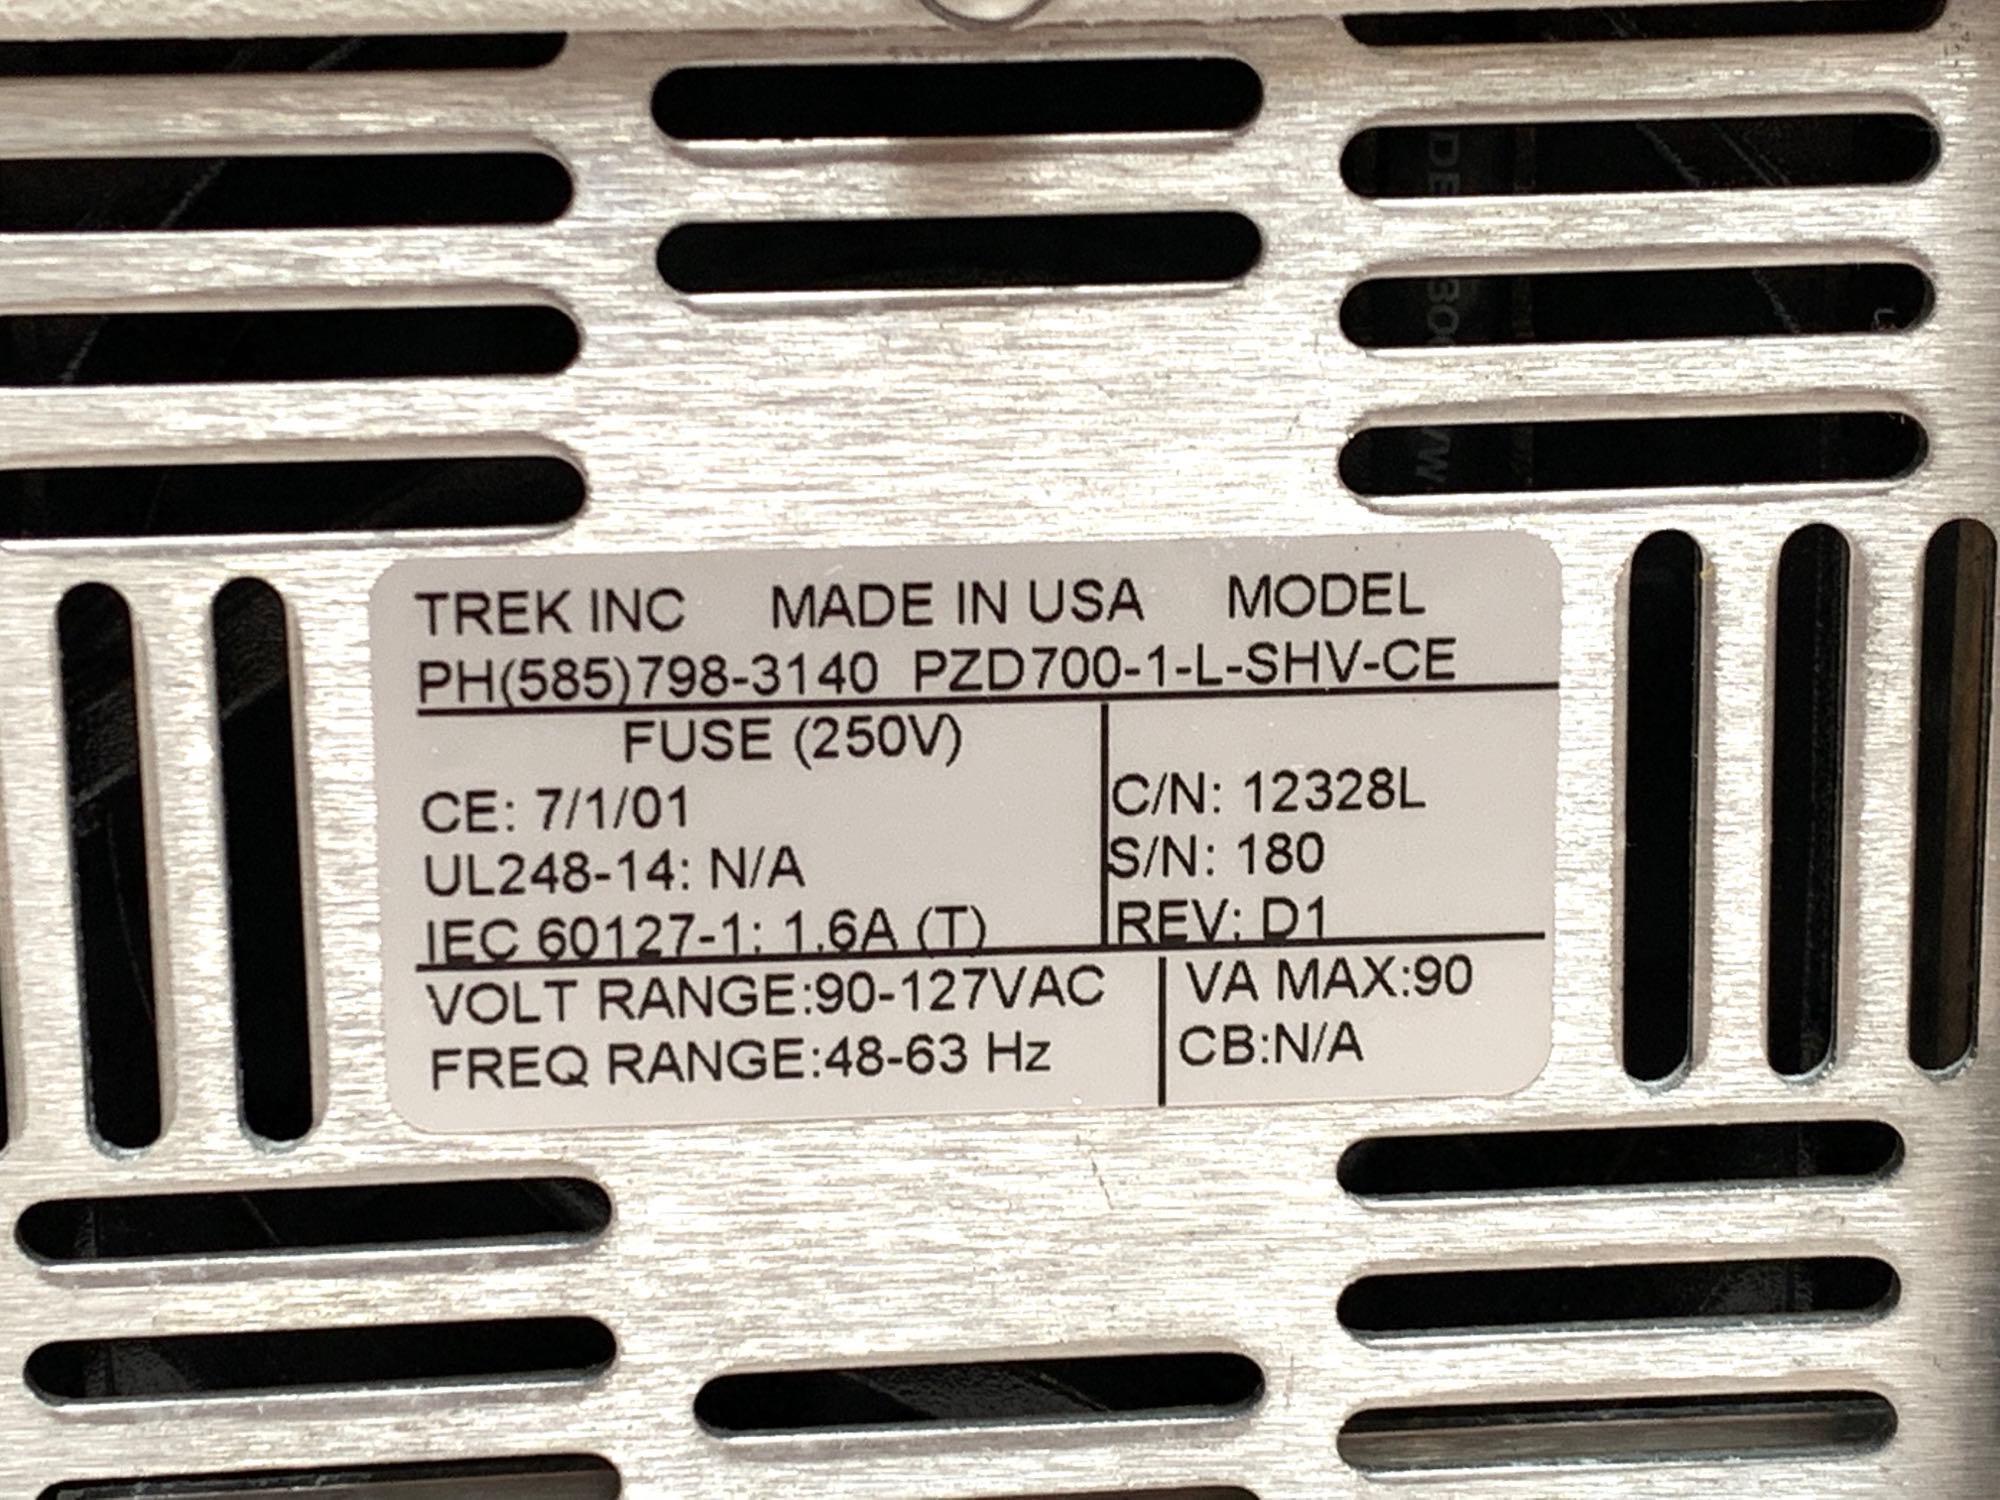 TREK INC MADE IN USA MODEL
PH(585)798-3140 PZD700-1-L-SHV-CE
FUSE (250V)
CE: 7/1/01
UL248-14: N/A
IEC 60127-1: 1.6A (T)
C/N: 12328L
S/N: 180
REV: D1
VOLT RANGE:90-127VAC
FREQ RANGE:48-63 Hz
VA MAX:90
CB:N/A